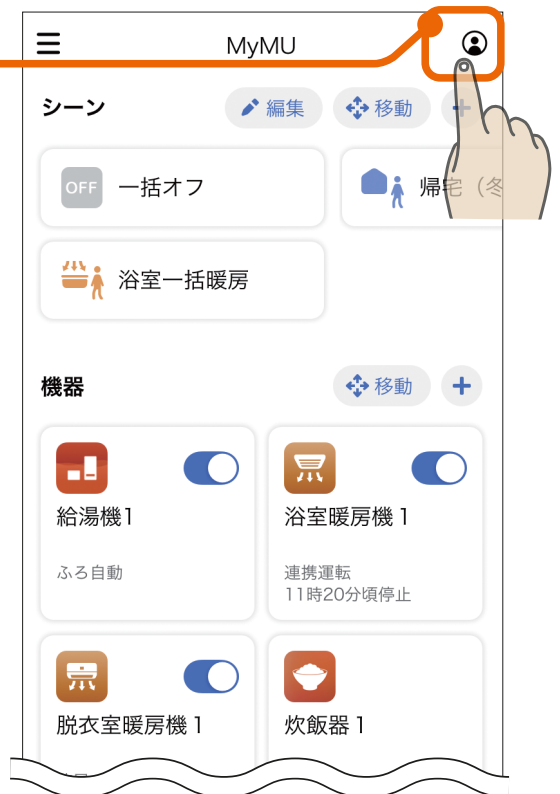 MyMU
シーン
編集
移動
OFF 一括オフ
帰宅（冬
浴室一括暖房
機器
移動
給湯機1
ふろ自動
浴室暖房機 1
連携運転
11時20分頃停止
脱衣室暖房機 1
炊飯器 1